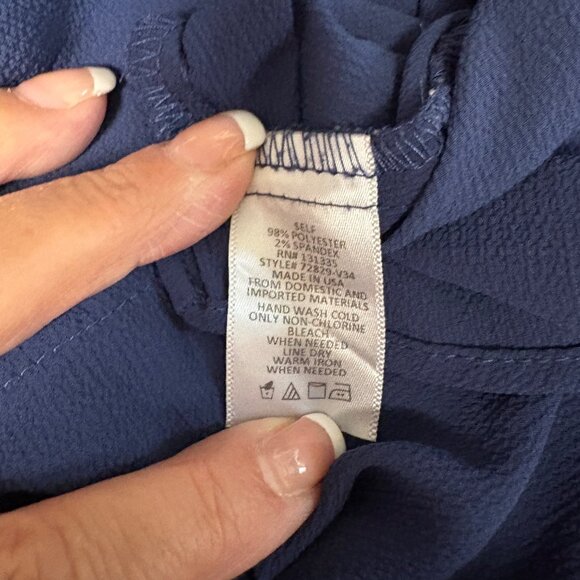 SELF
98% POLYESTER
2% SPANDEX
RN# 131335
STYLE# 72829-V34
MADE IN USA
FROM DOMESTIC AND
IMPORTED MATERIALS
HAND WASH COLD
ONLY NON-CHLORINE
BLEACH
WHEN NEEDED
LINE DRY
WARM IRON
WHEN NEEDED